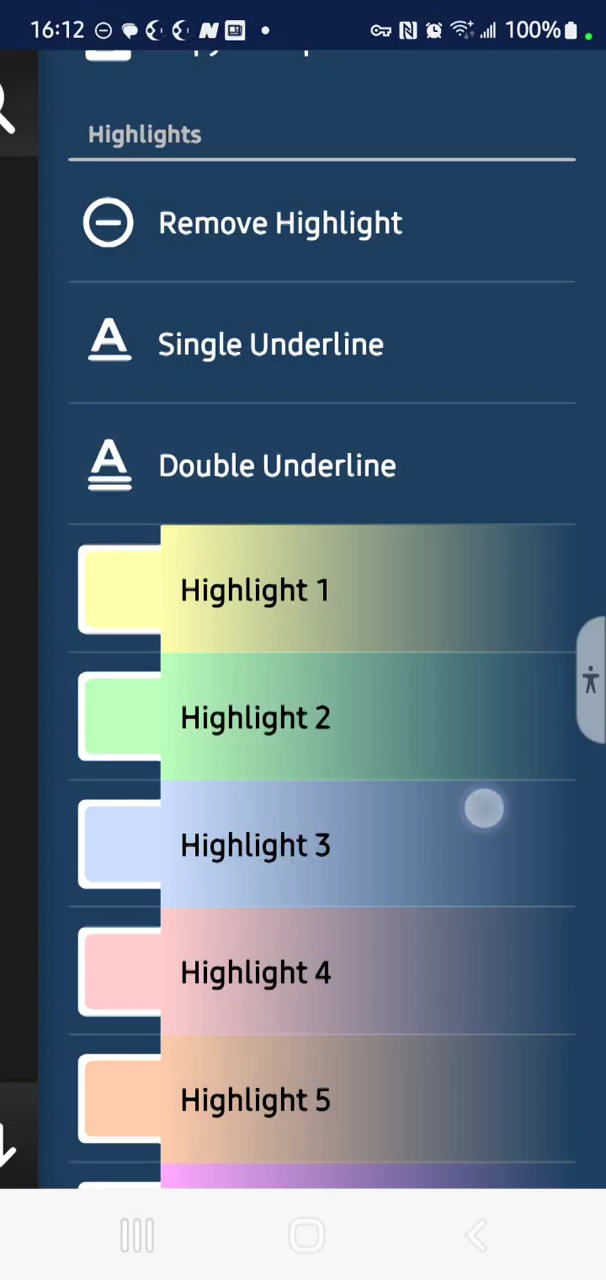 16:12
100%
Highlights
Remove Highlight
A Single Underline
A Double Underline
Highlight 1
Highlight 2
Highlight 3
Highlight 4
Highlight 5